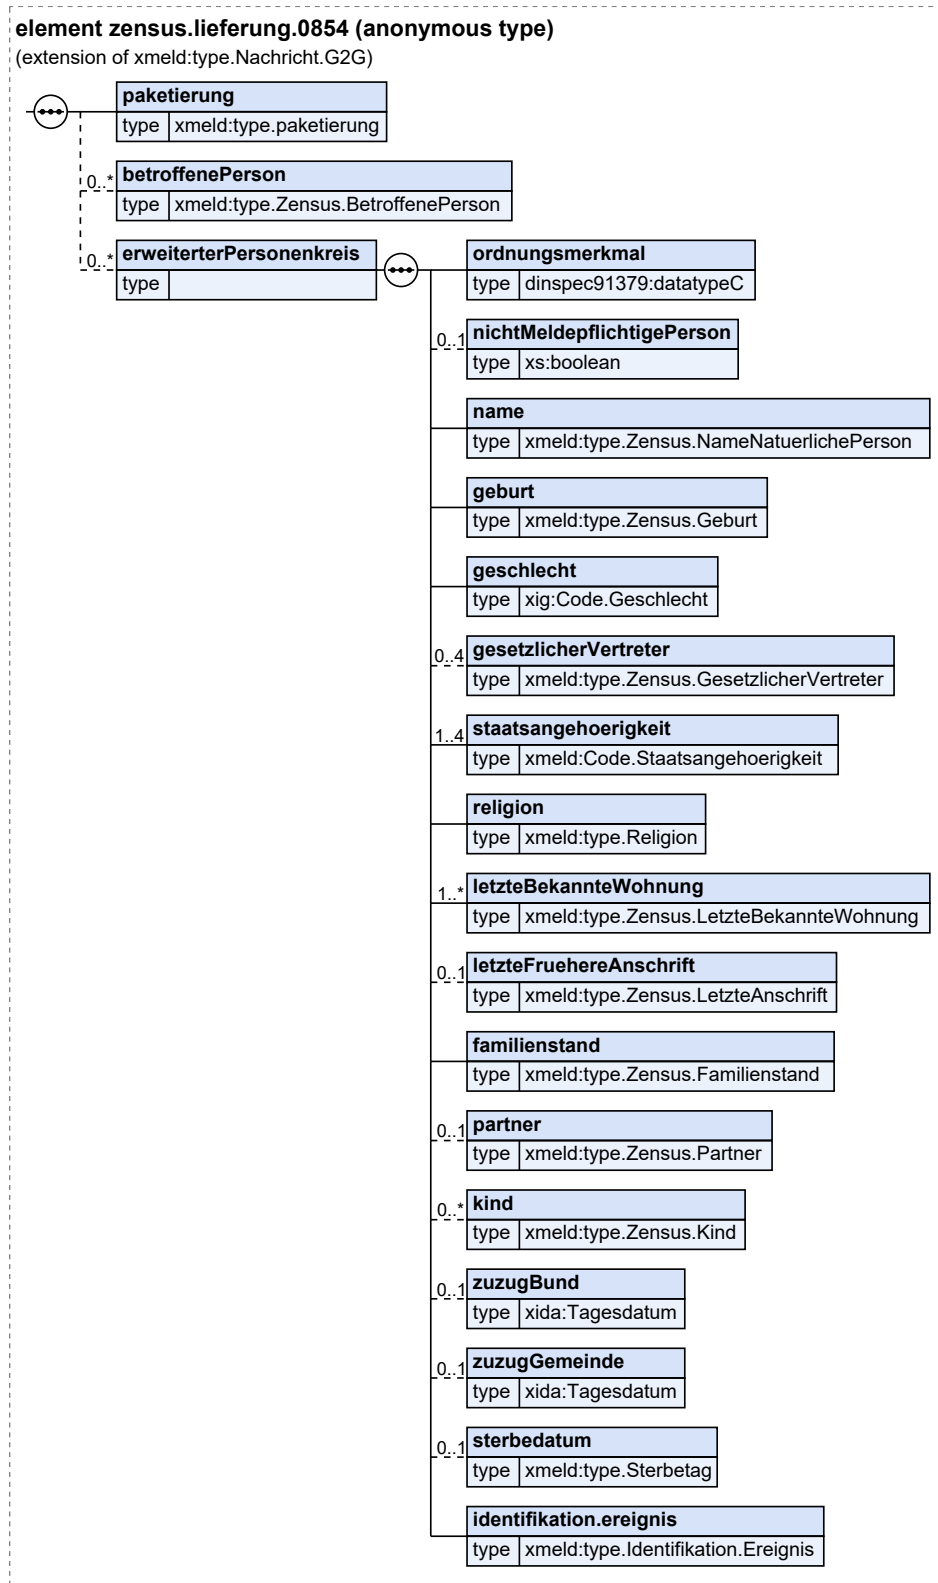 element zensus.lieferung.0854 (anonymous type)
(extension of xmeld:type.Nachricht.G2G)
paketierung
type xmeld:type.paketierung
0..* betroffenePerson
type xmeld:type.Zensus.BetroffenePerson
0..* erweiterterPersonenkreis
type
ordnungsmerkmal
type dinspec91379:datatypeC
0..1 nichtMeldepflichtigePerson
type xs:boolean
name
type xmeld:type.Zensus.NameNatuerlichePerson
geburt
type xmeld:type.Zensus.Geburt
geschlecht
type xig:Code.Geschlecht
0..4 gesetzlicherVertreter
type xmeld:type.Zensus.GesetzlicherVertreter
1..4 staatsangehoerigkeit
type xmeld:Code.Staatsangehoerigkeit
religion
type xmeld:type.Religion
1..* letzteBekannteWohnung
type xmeld:type.Zensus.LetzteBekannteWohnung
0..1 letzteFruehereAnschrift
type xmeld:type.Zensus.LetzteAnschrift
familienstand
type xmeld:type.Zensus.Familienstand
0..1 partner
type xmeld:type.Zensus.Partner
0..* kind
type xmeld:type.Zensus.Kind
0..1 zuzugBund
type xida:Tagesdatum
0..1 zuzugGemeinde
type xida:Tagesdatum
0..1 sterbedatum
type xmeld:type.Sterbetag
identifikation.ereignis
type xmeld:type.Identifikation.Ereignis